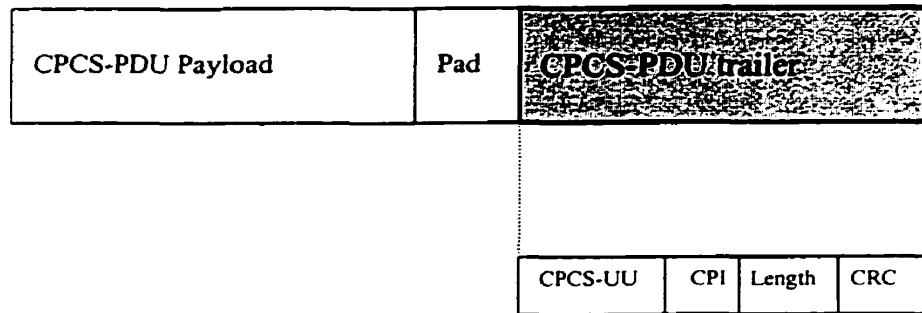 CPCS-PDU Payload Pad CPCS-PDU trailer
CPCS-UU CPI Length CRC